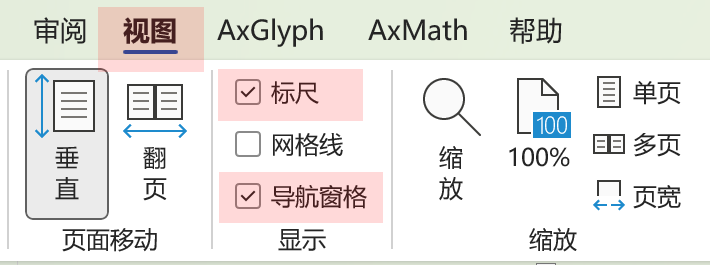 审阅 视图 AxGlyph AxMath 帮助
垂直
翻页
页面移动
标尺
网格线
导航窗格
显示
缩放
100
100%
单页
多页
页宽
缩放